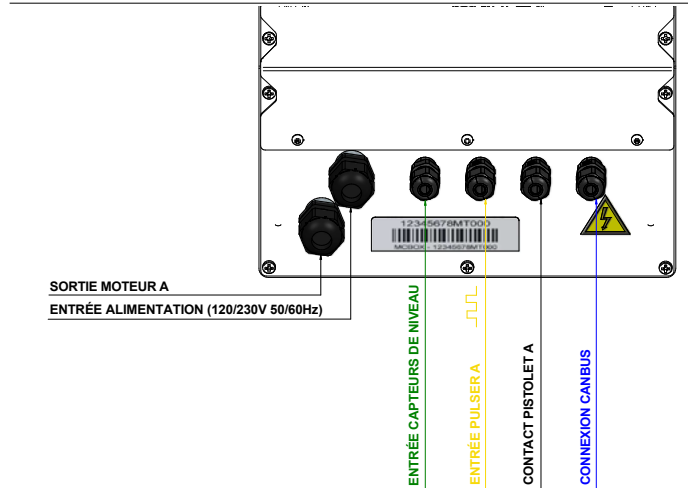 12345678MT000
MCBOX - 12345678MT000
SORTIE MOTEUR A
ENTRÉE ALIMENTATION (120/230V 50/60Hz)
ENTRÉE CAPTEURS DE NIVEAU
ENTRÉE PULSER A
CONTACT PISTOLET A
CONNEXION CANBUS